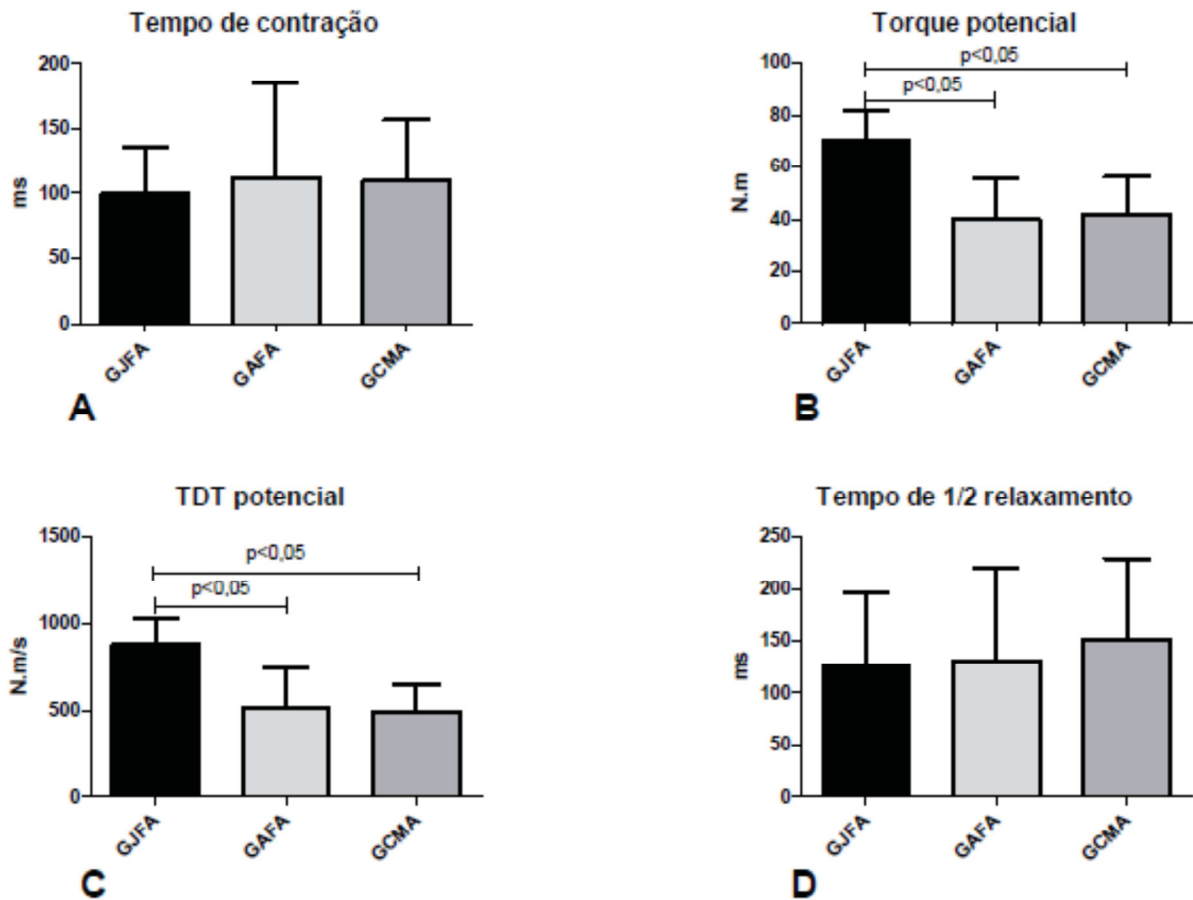 Tempo de contração
200
150
100
50
0
ms
GJFA
GAFA
GCMA
A
Torque potencial
100
80
60
40
20
0
N.m
p<0,05
p<0,05
GJFA
GAFA
GCMA
B
TDT potencial
1500
1000
500
0
N.m/s
p<0,05
p<0,05
GJFA
GAFA
GCMA
C
Tempo de 1/2 relaxamento
250
200
150
100
50
0
ms
GJFA
GAFA
GCMA
D